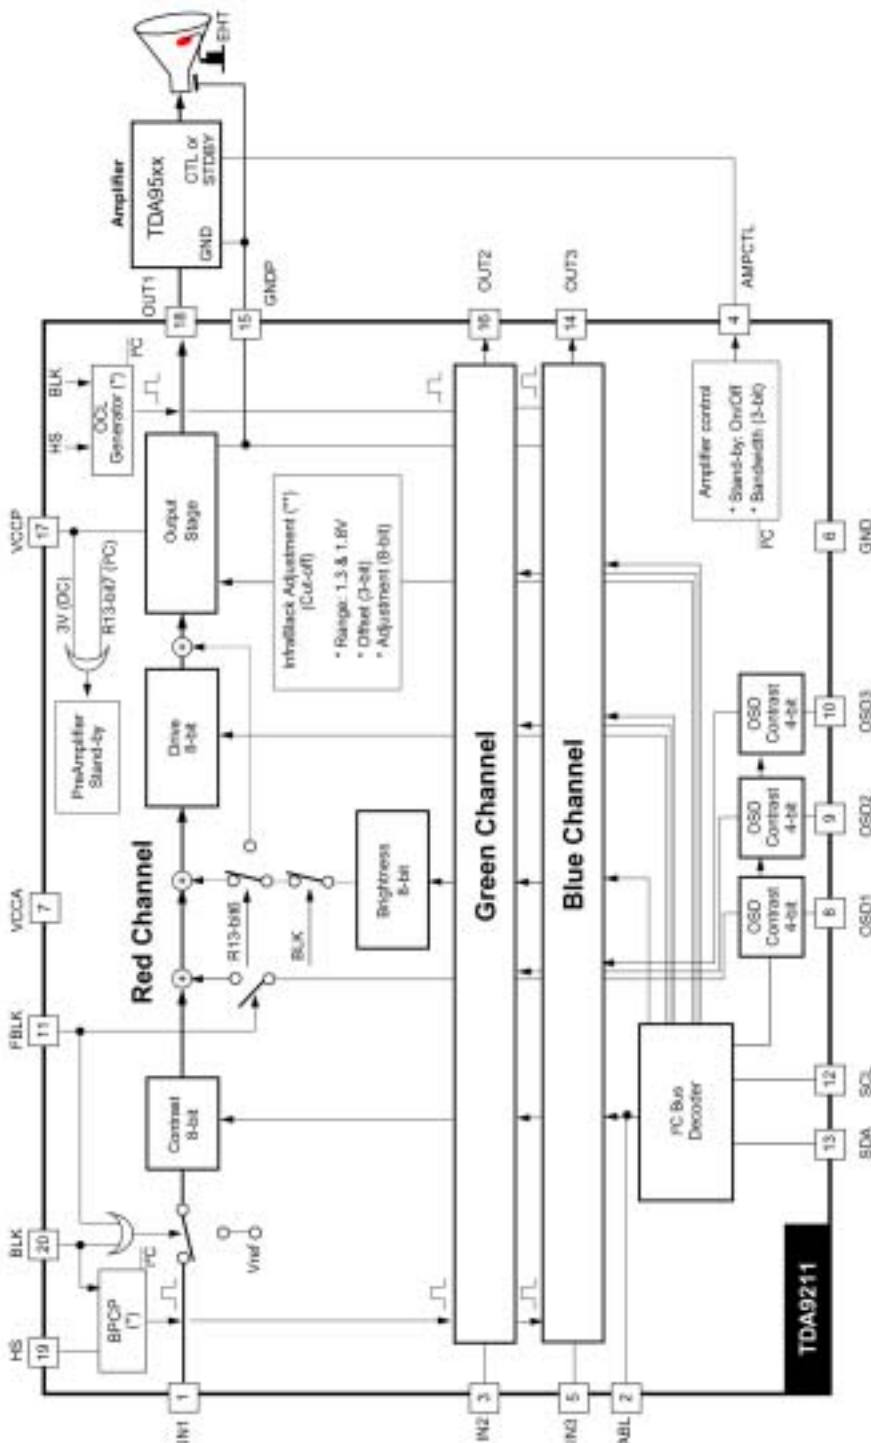 HS
BLK
FBLK
VCCA
VCCP
19
20
11
7
17
BPCP
(*)
I²C
Vref
Contrast
8-bit
Red Channel
R13-bit6
BLK
Brightness
8-bit
PreAmplifier
Stand-by
3V (DC)
R13-bit7 (I²C)
Drive
8-bit
Output
Stage
HS
BLK
OCL
Generator (*)
I²C
InfraBlack Adjustment (**)
(Cut-off)
* Range: 1.3 & 1.8V
* Offset (3-bit)
* Adjustment (8-bit)
IN1
1
18
OUT1
15
GNDP
Amplifier
TDA95xx
GND
CTL or
STDBY
EHT
IN2
3
Green Channel
16
OUT2
IN3
5
Blue Channel
14
OUT3
ABL
2
I²C Bus
Decoder
OSD
Contrast
4-bit
OSD
Contrast
4-bit
OSD
Contrast
4-bit
Amplifier control
* Stand-by: On/Off
* Bandwidth (3-bit)
I²C
4
AMPCTL
TDA9211
13
12
8
9
10
6
SDA
SCL
OSD1
OSD2
OSD3
GND